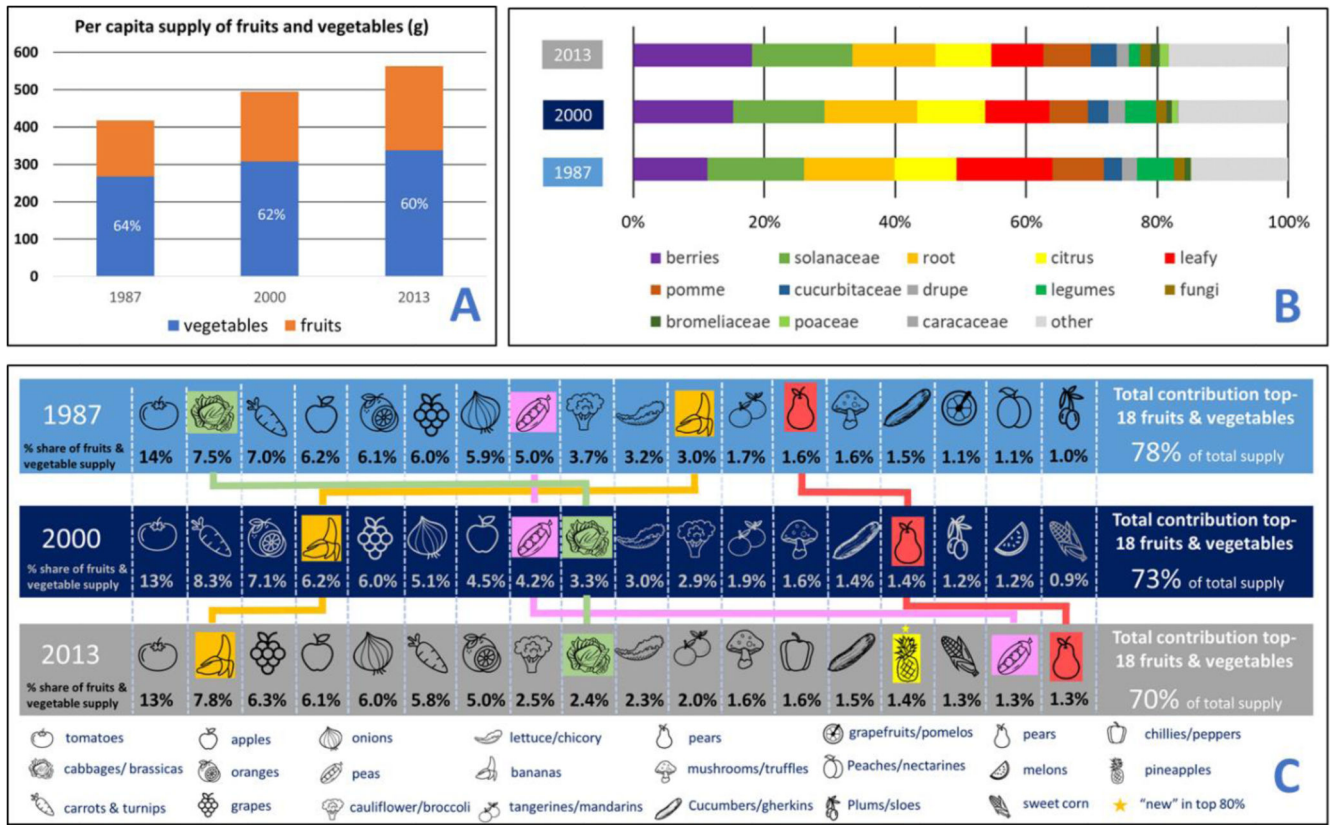 Per capita supply of fruits and vegetables (g)
600
500
400
300
200
100
0
64%
62%
60%
1987
2000
2013
vegetables
fruits
A
2013
2000
1987
0%
20%
40%
60%
80%
100%
berries
solanaceae
root
citrus
leafy
pomme
cucurbitaceae
drupe
legumes
fungi
bromeliaceae
poaceae
caracaceae
other
B
1987
% share of fruits &
vegetable supply
14% 7.5% 7.0% 6.2% 6.1% 6.0% 5.9% 5.0% 3.7% 3.2% 3.0% 1.7% 1.6% 1.6% 1.5% 1.1% 1.1% 1.0%
Total contribution top-
18 fruits & vegetables
78% of total supply
2000
% share of fruits &
vegetable supply
13% 8.3% 7.1% 6.2% 6.0% 5.1% 4.5% 4.2% 3.3% 3.0% 2.9% 1.9% 1.6% 1.4% 1.4% 1.2% 1.2% 0.9%
Total contribution top-
18 fruits & vegetables
73% of total supply
2013
% share of fruits &
vegetable supply
13% 7.8% 6.3% 6.1% 6.0% 5.8% 5.0% 2.5% 2.4% 2.3% 2.0% 1.6% 1.6% 1.5% 1.4% 1.3% 1.3% 1.3%
Total contribution top-
18 fruits & vegetables
70% of total supply
tomatoes
apples
onions
lettuce/chicory
pears
grapefruits/pomelos
pears
chillies/peppers
cabbages/ brassicas
oranges
peas
bananas
mushrooms/truffles
Peaches/nectarines
melons
pineapples
carrots & turnips
grapes
cauliflower/broccoli
tangerines/mandarins
Cucumbers/gherkins
Plums/sloes
sweet corn
"new" in top 80%
C